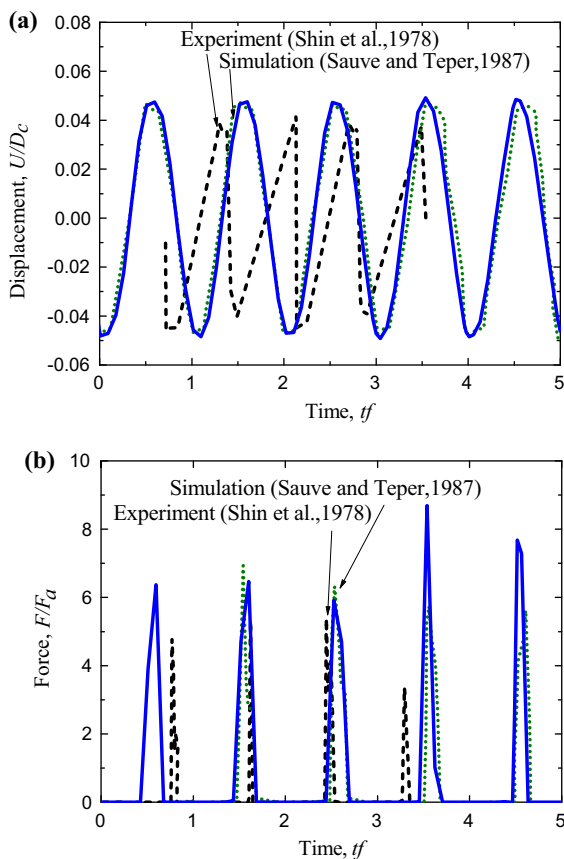 (a)
0.08
0.06
0.04
0.02
0.00
-0.02
-0.04
-0.06
Displacement, U/Dc
Experiment (Shin et al.,1978)
Simulation (Sauve and Teper,1987)
0 1 2 3 4 5
Time, tf
(b)
10
8
6
4
2
0
Force, F/Fa
Simulation (Sauve and Teper,1987)
Experiment (Shin et al.,1978)
0 1 2 3 4 5
Time, tf